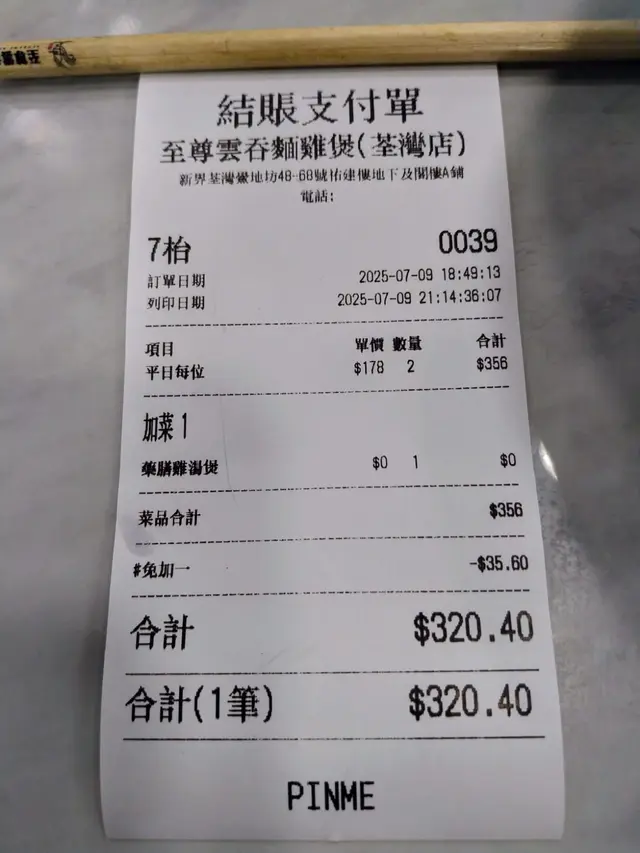 結賬支付單
至尊雲吞麵雞煲(荃灣店)
新界荃灣蠻地坊48-68號祐建樓地下及閣樓A鋪
電話:
7枱 0039
訂單日期 2025-07-09 18:49:13
列印日期 2025-07-09 21:14:36:07
項目 單價 數量 合計
平日每位 $178 2 $356
加菜 1
藥膳雞湯煲 $0 1 $0
菜品合計 $356
#免加一 -$35.60
合計 $320.40
合計(1筆) $320.40
PINME